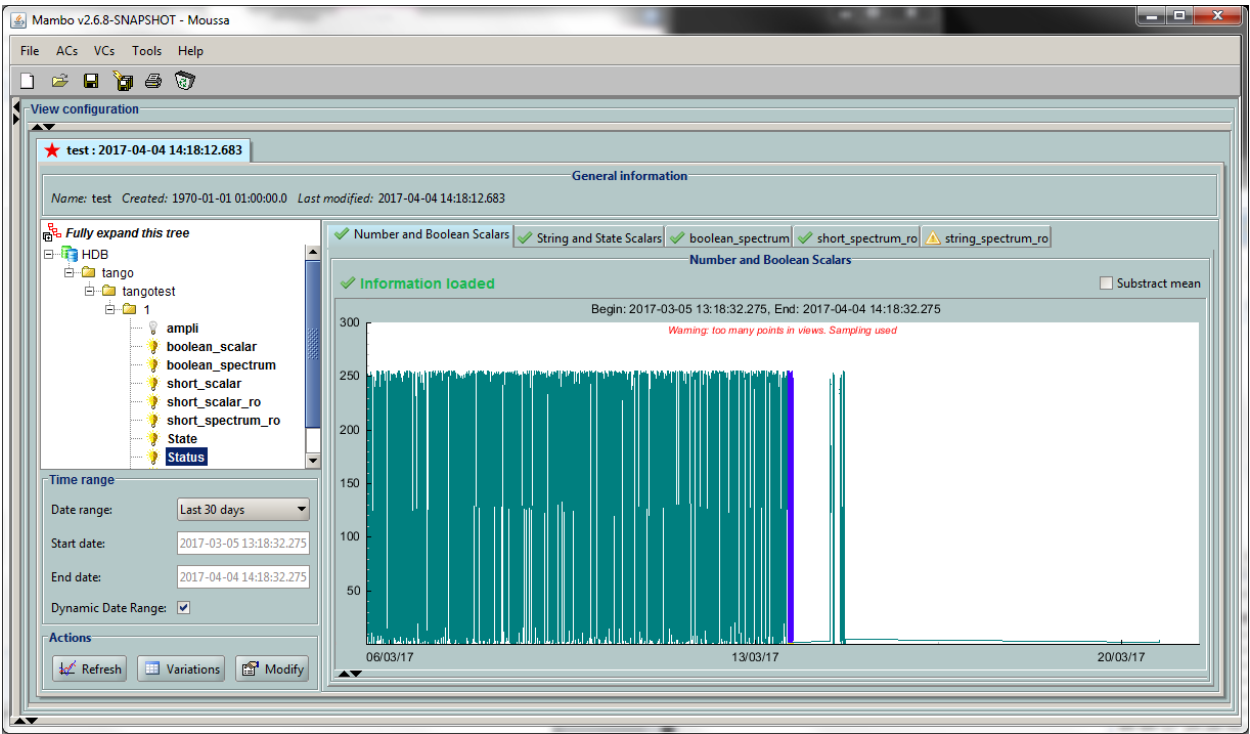 Mambo v2.6.8-SNAPSHOT - Moussa
File ACs VCs Tools Help
View configuration
test : 2017-04-04 14:18:12.683
General information
Name: test Created: 1970-01-01 01:00:00.0 Last modified: 2017-04-04 14:18:12.683
Fully expand this tree
HDB
tango
tangotest
1
ampli
boolean_scalar
boolean_spectrum
short_scalar
short_scalar_ro
short_spectrum_ro
State
Status
Time range
Date range: Last 30 days
Start date: 2017-03-05 13:18:32.275
End date: 2017-04-04 14:18:32.275
Dynamic Date Range:
Actions
Refresh Variations Modify
Number and Boolean Scalars String and State Scalars boolean_spectrum short_spectrum_ro string_spectrum_ro
Number and Boolean Scalars
Information loaded Substract mean
Begin: 2017-03-05 13:18:32.275, End: 2017-04-04 14:18:32.275
Warning: too many points in views. Sampling used
300
250
200
150
100
50
06/03/17 13/03/17 20/03/17